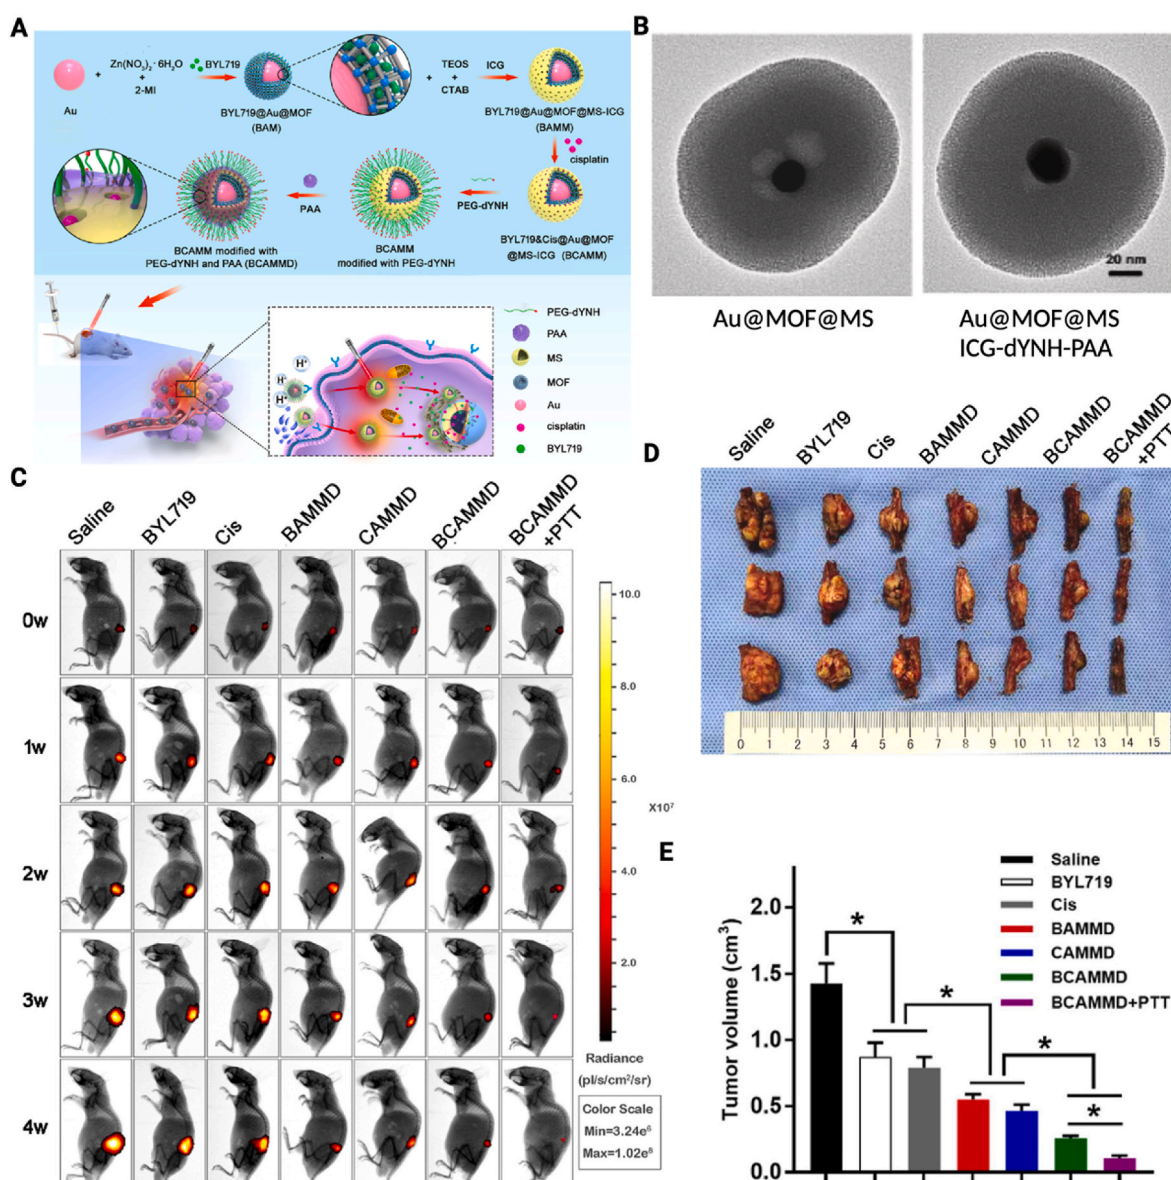 A
Au
+
Zn(NO₃)₂ · 6H₂O
+
2-MI
BYL719
BYL719@Au@MOF
(BAM)
+
TEOS
+
CTAB
ICG
BYL719@Au@MOF@MS-ICG
(BAMM)
cisplatin
BYL719&Cis@Au@MOF
@MS-ICG (BCAMM)
PEG-dYNH
BCAMM
modified with PEG-dYNH
PAA
BCAMM modified with
PEG-dYNH and PAA (BCAMMD)
H⁺
H⁺
H⁺
PEG-dYNH
PAA
MS
MOF
Au
cisplatin
BYL719
B
20 nm
Au@MOF@MS
Au@MOF@MS
ICG-dYNH-PAA
C
Saline
BYL719
Cis
BAMMD
CAMMD
BCAMMD
BCAMMD
+PTT
0w
1w
2w
3w
4w
10.0
8.0
6.0
X10⁷
4.0
2.0
Radiance
(pl/s/cm²/sr)
Color Scale
Min=3.24e⁶
Max=1.02e⁸
D
Saline
BYL719
Cis
BAMMD
CAMMD
BCAMMD
BCAMMD
+PTT
0 1 2 3 4 5 6 7 8 9 10 11 12 13 14 15
E
Saline
BYL719
Cis
BAMMD
CAMMD
BCAMMD
BCAMMD+PTT
Tumor volume (cm³)
2.0
1.5
1.0
0.5
0.0
*
*
*
*